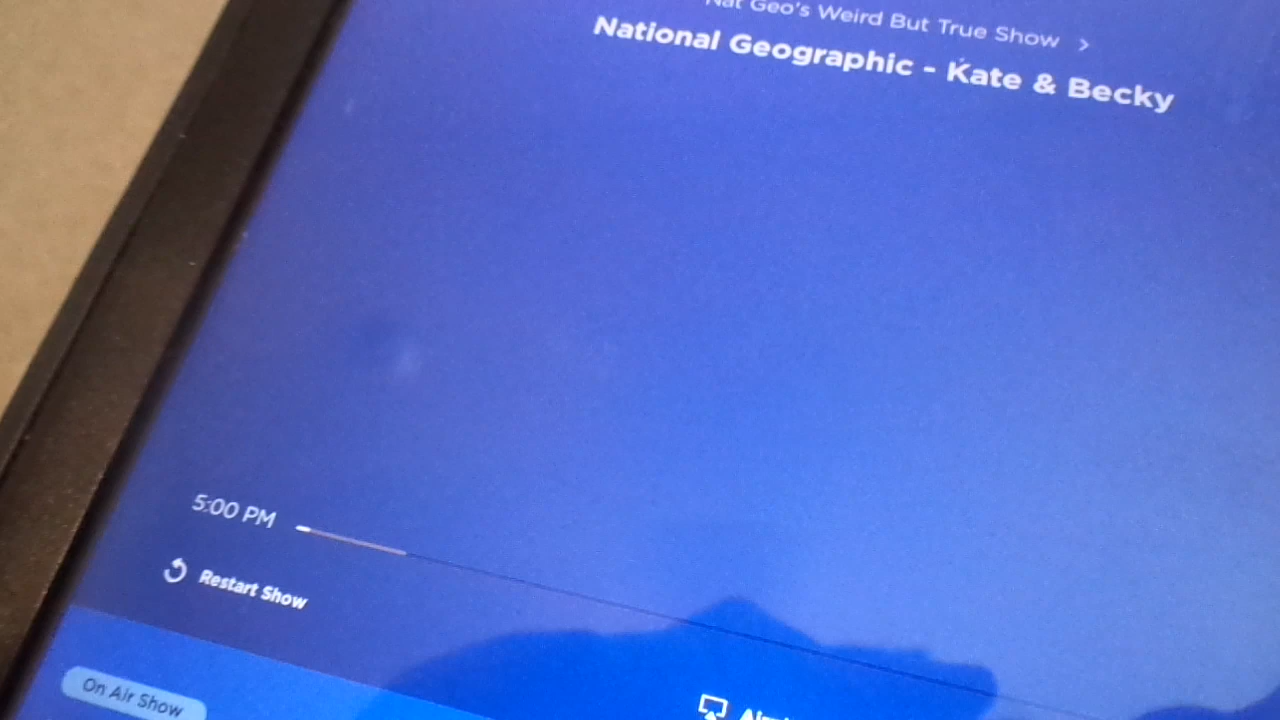 Nat Geo's Weird But True Show >
National Geographic - Kate & Becky
5:00 PM
Restart Show
On Air Show